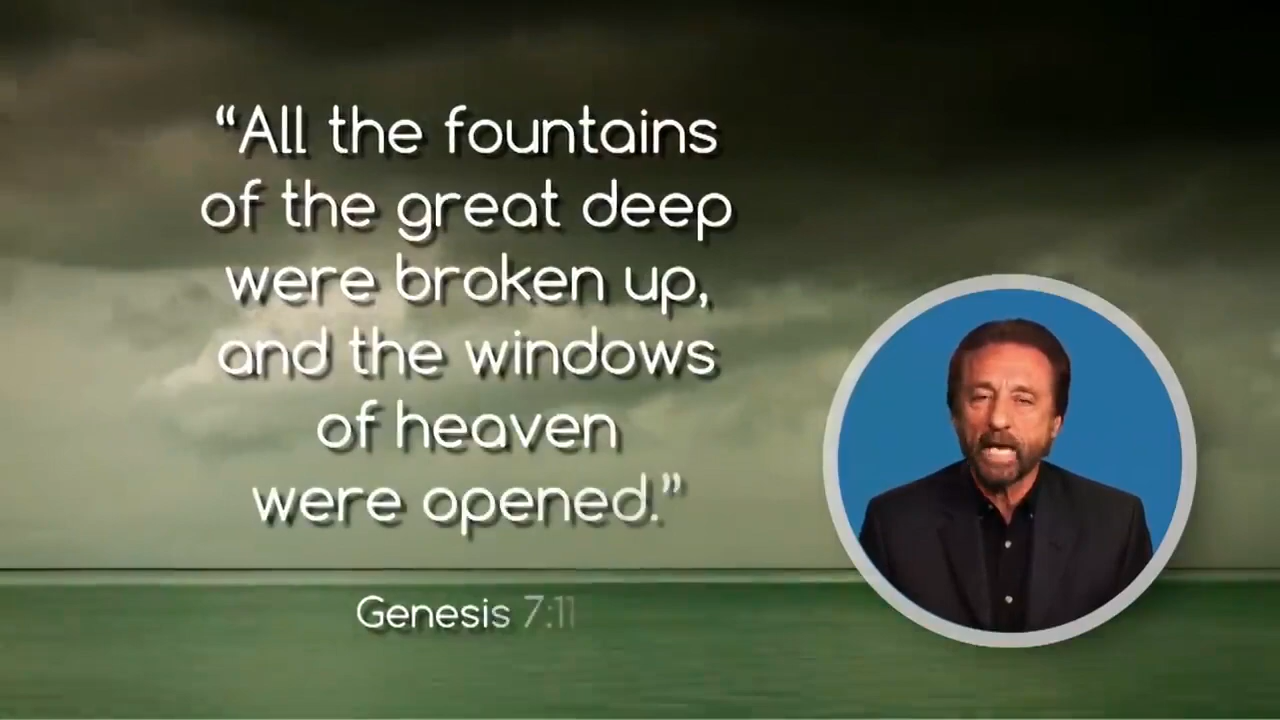 “All the fountains
of the great deep
were broken up,
and the windows
of heaven
were opened.”
Genesis 7:11